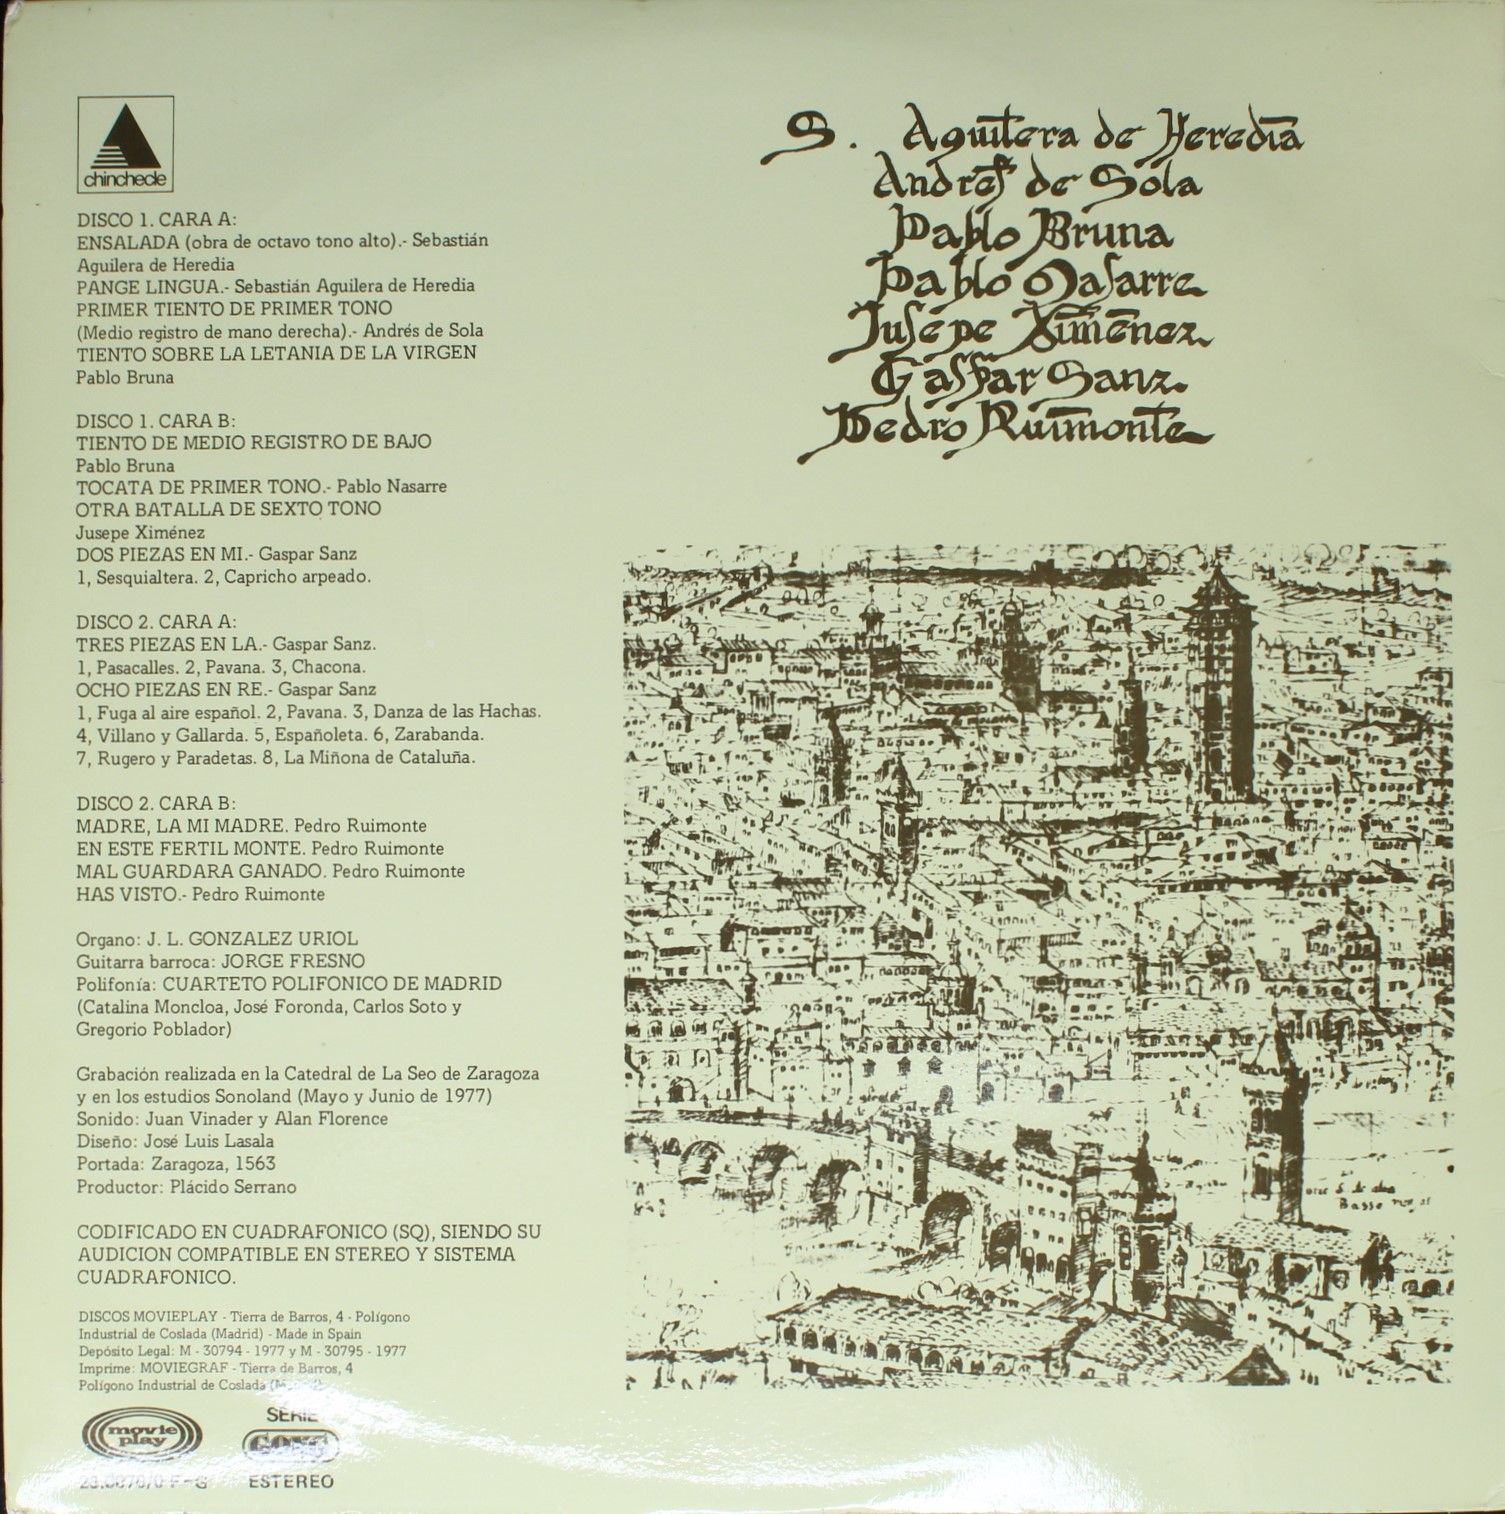 chinchecle
DISCO 1. CARA A:
ENSALADA (obra de octavo tono alto).- Sebastián
Aguilera de Heredia
PANGE LINGUA.- Sebastián Aguilera de Heredia
PRIMER TIENTO DE PRIMER TONO
(Medio registro de mano derecha).- Andrés de Sola
TIENTO SOBRE LA LETANIA DE LA VIRGEN
Pablo Bruna
DISCO 1. CARA B:
TIENTO DE MEDIO REGISTRO DE BAJO
Pablo Bruna
TOCATA DE PRIMER TONO.- Pablo Nasarre
OTRA BATALLA DE SEXTO TONO
Jusepe Ximénez
DOS PIEZAS EN MI.- Gaspar Sanz
1, Sesquialtera. 2, Capricho arpeado.
DISCO 2. CARA A:
TRES PIEZAS EN LA.- Gaspar Sanz.
1, Pasacalles. 2, Pavana. 3, Chacona.
OCHO PIEZAS EN RE.- Gaspar Sanz
1, Fuga al aire español. 2, Pavana. 3, Danza de las Hachas.
4, Villano y Gallarda. 5, Españoleta. 6, Zarabanda.
7, Rugero y Paradetas. 8, La Miñona de Cataluña.
DISCO 2. CARA B:
MADRE, LA MI MADRE. Pedro Ruimonte
EN ESTE FERTIL MONTE. Pedro Ruimonte
MAL GUARDARA GANADO. Pedro Ruimonte
HAS VISTO.- Pedro Ruimonte
Organo: J. L. GONZALEZ URIOL
Guitarra barroca: JORGE FRESNO
Polifonía: CUARTETO POLIFONICO DE MADRID
(Catalina Moncloa, José Foronda, Carlos Soto y
Gregorio Poblador)
Grabación realizada en la Catedral de La Seo de Zaragoza
y en los estudios Sonoland (Mayo y Junio de 1977)
Sonido: Juan Vinader y Alan Florence
Diseño: José Luis Lasala
Portada: Zaragoza, 1563
Productor: Plácido Serrano
CODIFICADO EN CUADRAFONICO (SQ), SIENDO SU
AUDICION COMPATIBLE EN STEREO Y SISTEMA
CUADRAFONICO.
DISCOS MOVIEPLAY - Tierra de Barros, 4 - Polígono
Industrial de Coslada (Madrid) - Made in Spain
Depósito Legal: M - 30794 - 1977 y M - 30795 - 1977
Imprime: MOVIEGRAF - Tierra de Barros, 4
Polígono Industrial de Coslada (Madrid)
movie
play
SERIE
GONG
ESTEREO
S. Aguilera de Heredia
Andres de Sola
Pablo Bruna
Pablo Nasarre
Jusepe Ximenez
Gaspar Sanz
Pedro Ruimonte